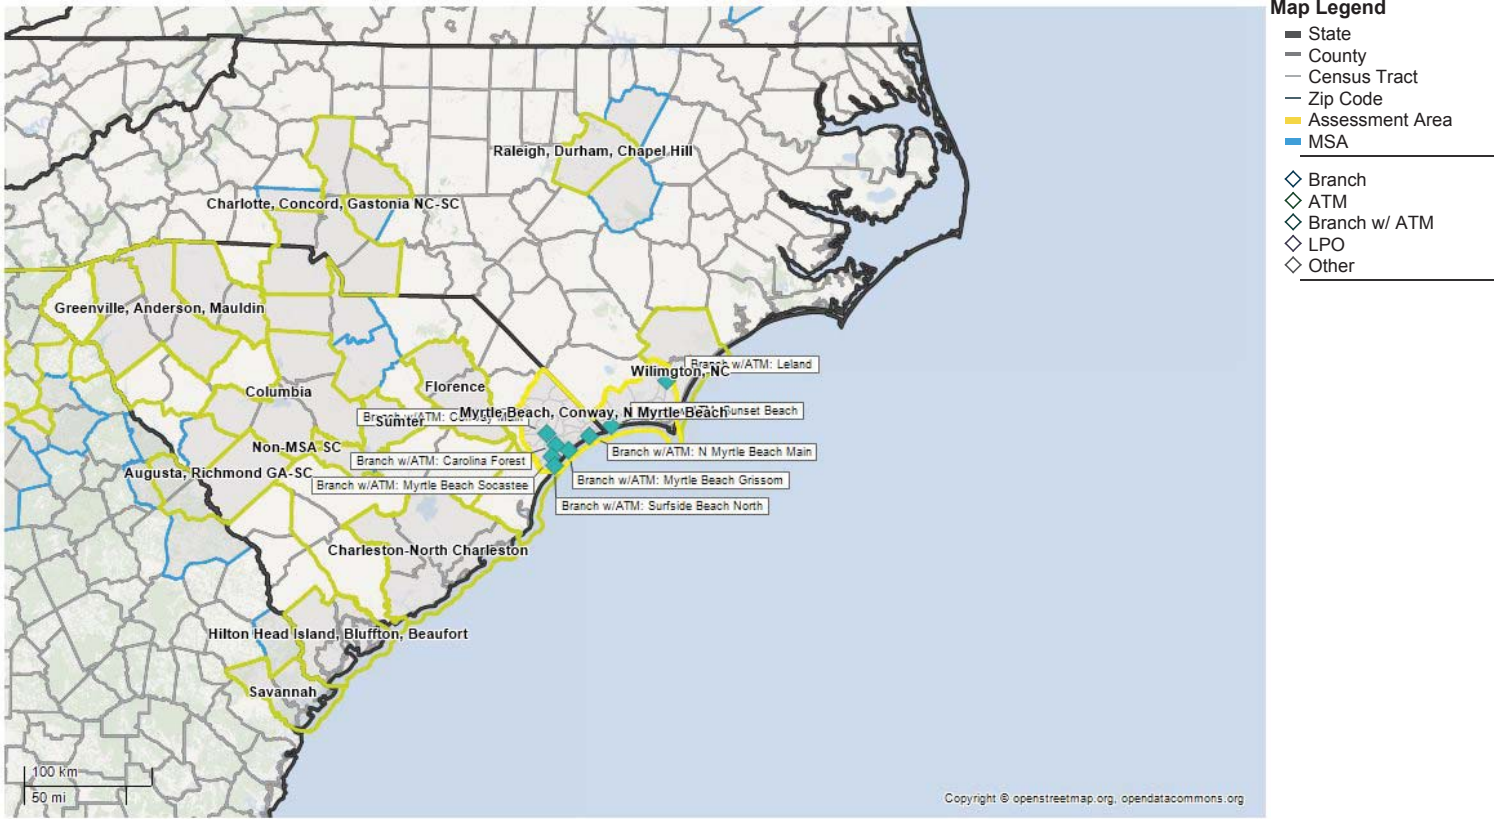 Map Legend
State
County
Census Tract
Zip Code
Assessment Area
MSA
Branch
ATM
Branch w/ ATM
LPO
Other
Raleigh, Durham, Chapel Hill
Charlotte, Concord, Gastonia NC-SC
Greenville, Anderson, Mauldin
Branch w/ATM: Leland
Wilmington, NC
Columbia
Florence
Myrtle Beach, Conway, N Myrtle Beach
Sunset Beach
Sumter
Non-MSA SC
Branch w/ATM: N Myrtle Beach Main
Branch w/ATM: Carolina Forest
Augusta, Richmond GA-SC
Branch w/ATM: Myrtle Beach Socastee
Branch w/ATM: Myrtle Beach Grissom
Branch w/ATM: Surfside Beach North
Charleston-North Charleston
Hilton Head Island, Bluffton, Beaufort
Savannah
100 km
50 mi
Copyright © openstreetmap.org, opendatacommons.org